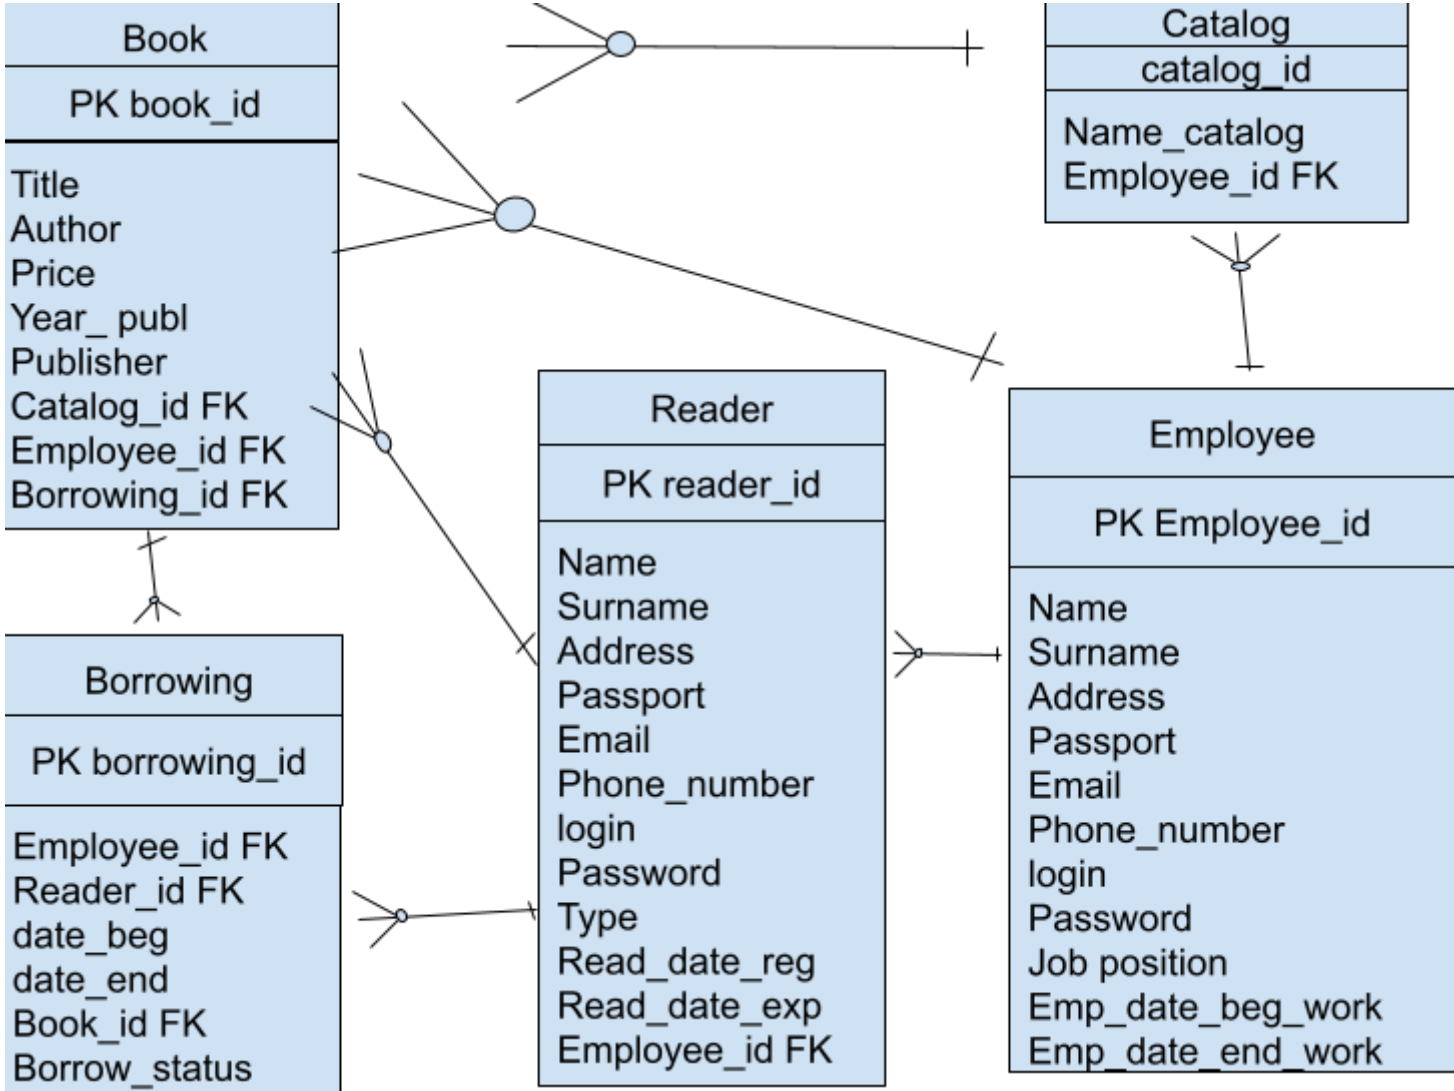 Book
PK book_id
Title
Author
Price
Year_ publ
Publisher
Catalog_id FK
Employee_id FK
Borrowing_id FK
Catalog
catalog_id
Name_catalog
Employee_id FK
Reader
PK reader_id
Name
Surname
Address
Passport
Email
Phone_number
login
Password
Type
Read_date_reg
Read_date_exp
Employee_id FK
Employee
PK Employee_id
Name
Surname
Address
Passport
Email
Phone_number
login
Password
Job position
Emp_date_beg_work
Emp_date_end_work
Borrowing
PK borrowing_id
Employee_id FK
Reader_id FK
date_beg
date_end
Book_id FK
Borrow_status